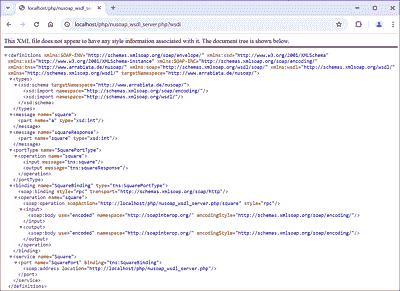 localhost/php/nusoap_wsdl_server.php?wsdl
localhost/php/nusoap_wsdl_server.php?wsdl
This XML file does not appear to have any style information associated with it. The document tree is shown below.
<definitions xmlns:SOAP-ENV="http://schemas.xmlsoap.org/soap/envelope/" xmlns:xsd="http://www.w3.org/2001/XMLSchema"
xmlns:xsi="http://www.w3.org/2001/XMLSchema-instance" xmlns:SOAP-ENC="http://schemas.xmlsoap.org/soap/encoding/"
xmlns:tns="http://www.arrabiata.de/nusoap/" xmlns:soap="http://schemas.xmlsoap.org/wsdl/soap/" xmlns:wsdl="http://schemas.xmlsoap.org/wsdl/"
xmlns="http://schemas.xmlsoap.org/wsdl/" targetNamespace="http://www.arrabiata.de/nusoap/">
<types>
<xsd:schema targetNamespace="http://www.arrabiata.de/nusoap/">
<xsd:import namespace="http://schemas.xmlsoap.org/soap/encoding/"/>
<xsd:import namespace="http://schemas.xmlsoap.org/wsdl/"/>
</xsd:schema>
</types>
<message name="square">
<part name="a" type="xsd:int"/>
</message>
<message name="squareResponse">
<part name="square" type="xsd:int"/>
</message>
<portType name="SquarePortType">
<operation name="square">
<input message="tns:square"/>
<output message="tns:squareResponse"/>
</operation>
</portType>
<binding name="SquareBinding" type="tns:SquarePortType">
<soap:binding style="rpc" transport="http://schemas.xmlsoap.org/soap/http"/>
<operation name="square">
<soap:operation soapAction="http://localhost/php/nusoap_wsdl_server.php/square" style="rpc"/>
<input>
<soap:body use="encoded" namespace="http://soapinterop.org/" encodingStyle="http://schemas.xmlsoap.org/soap/encoding/"/>
</input>
<output>
<soap:body use="encoded" namespace="http://soapinterop.org/" encodingStyle="http://schemas.xmlsoap.org/soap/encoding/"/>
</output>
</operation>
</binding>
<service name="Square">
<port name="SquarePort" binding="tns:SquareBinding">
<soap:address location="http://localhost/php/nusoap_wsdl_server.php"/>
</port>
</service>
</definitions>